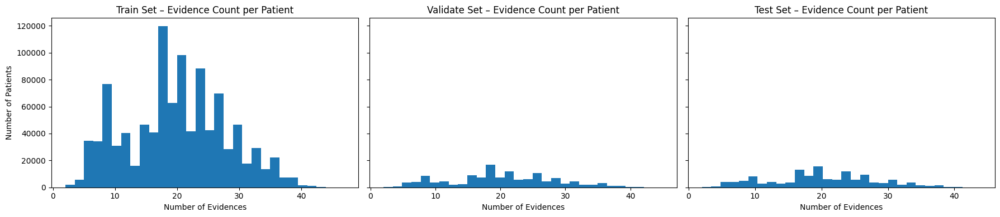 Train Set – Evidence Count per Patient
Number of Patients
120000
100000
80000
60000
40000
20000
0
0 10 20 30 40
Number of Evidences
Validate Set – Evidence Count per Patient
0 10 20 30 40
Number of Evidences
Test Set – Evidence Count per Patient
0 10 20 30 40
Number of Evidences